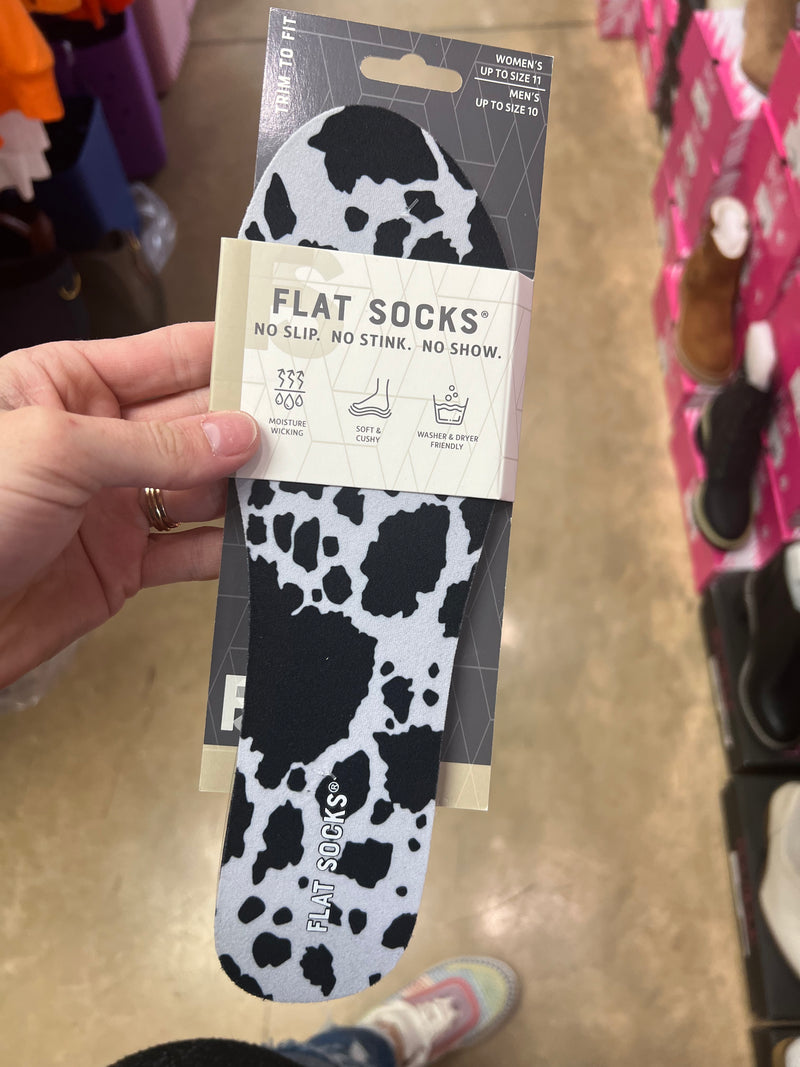 TRIM TO FIT
WOMEN'S
UP TO SIZE 11
MEN'S
UP TO SIZE 10
FLAT SOCKS®
NO SLIP. NO STINK. NO SHOW.
MOISTURE
WICKING
SOFT &
CUSHY
WASHER & DRYER
FRIENDLY
FLAT SOCKS®